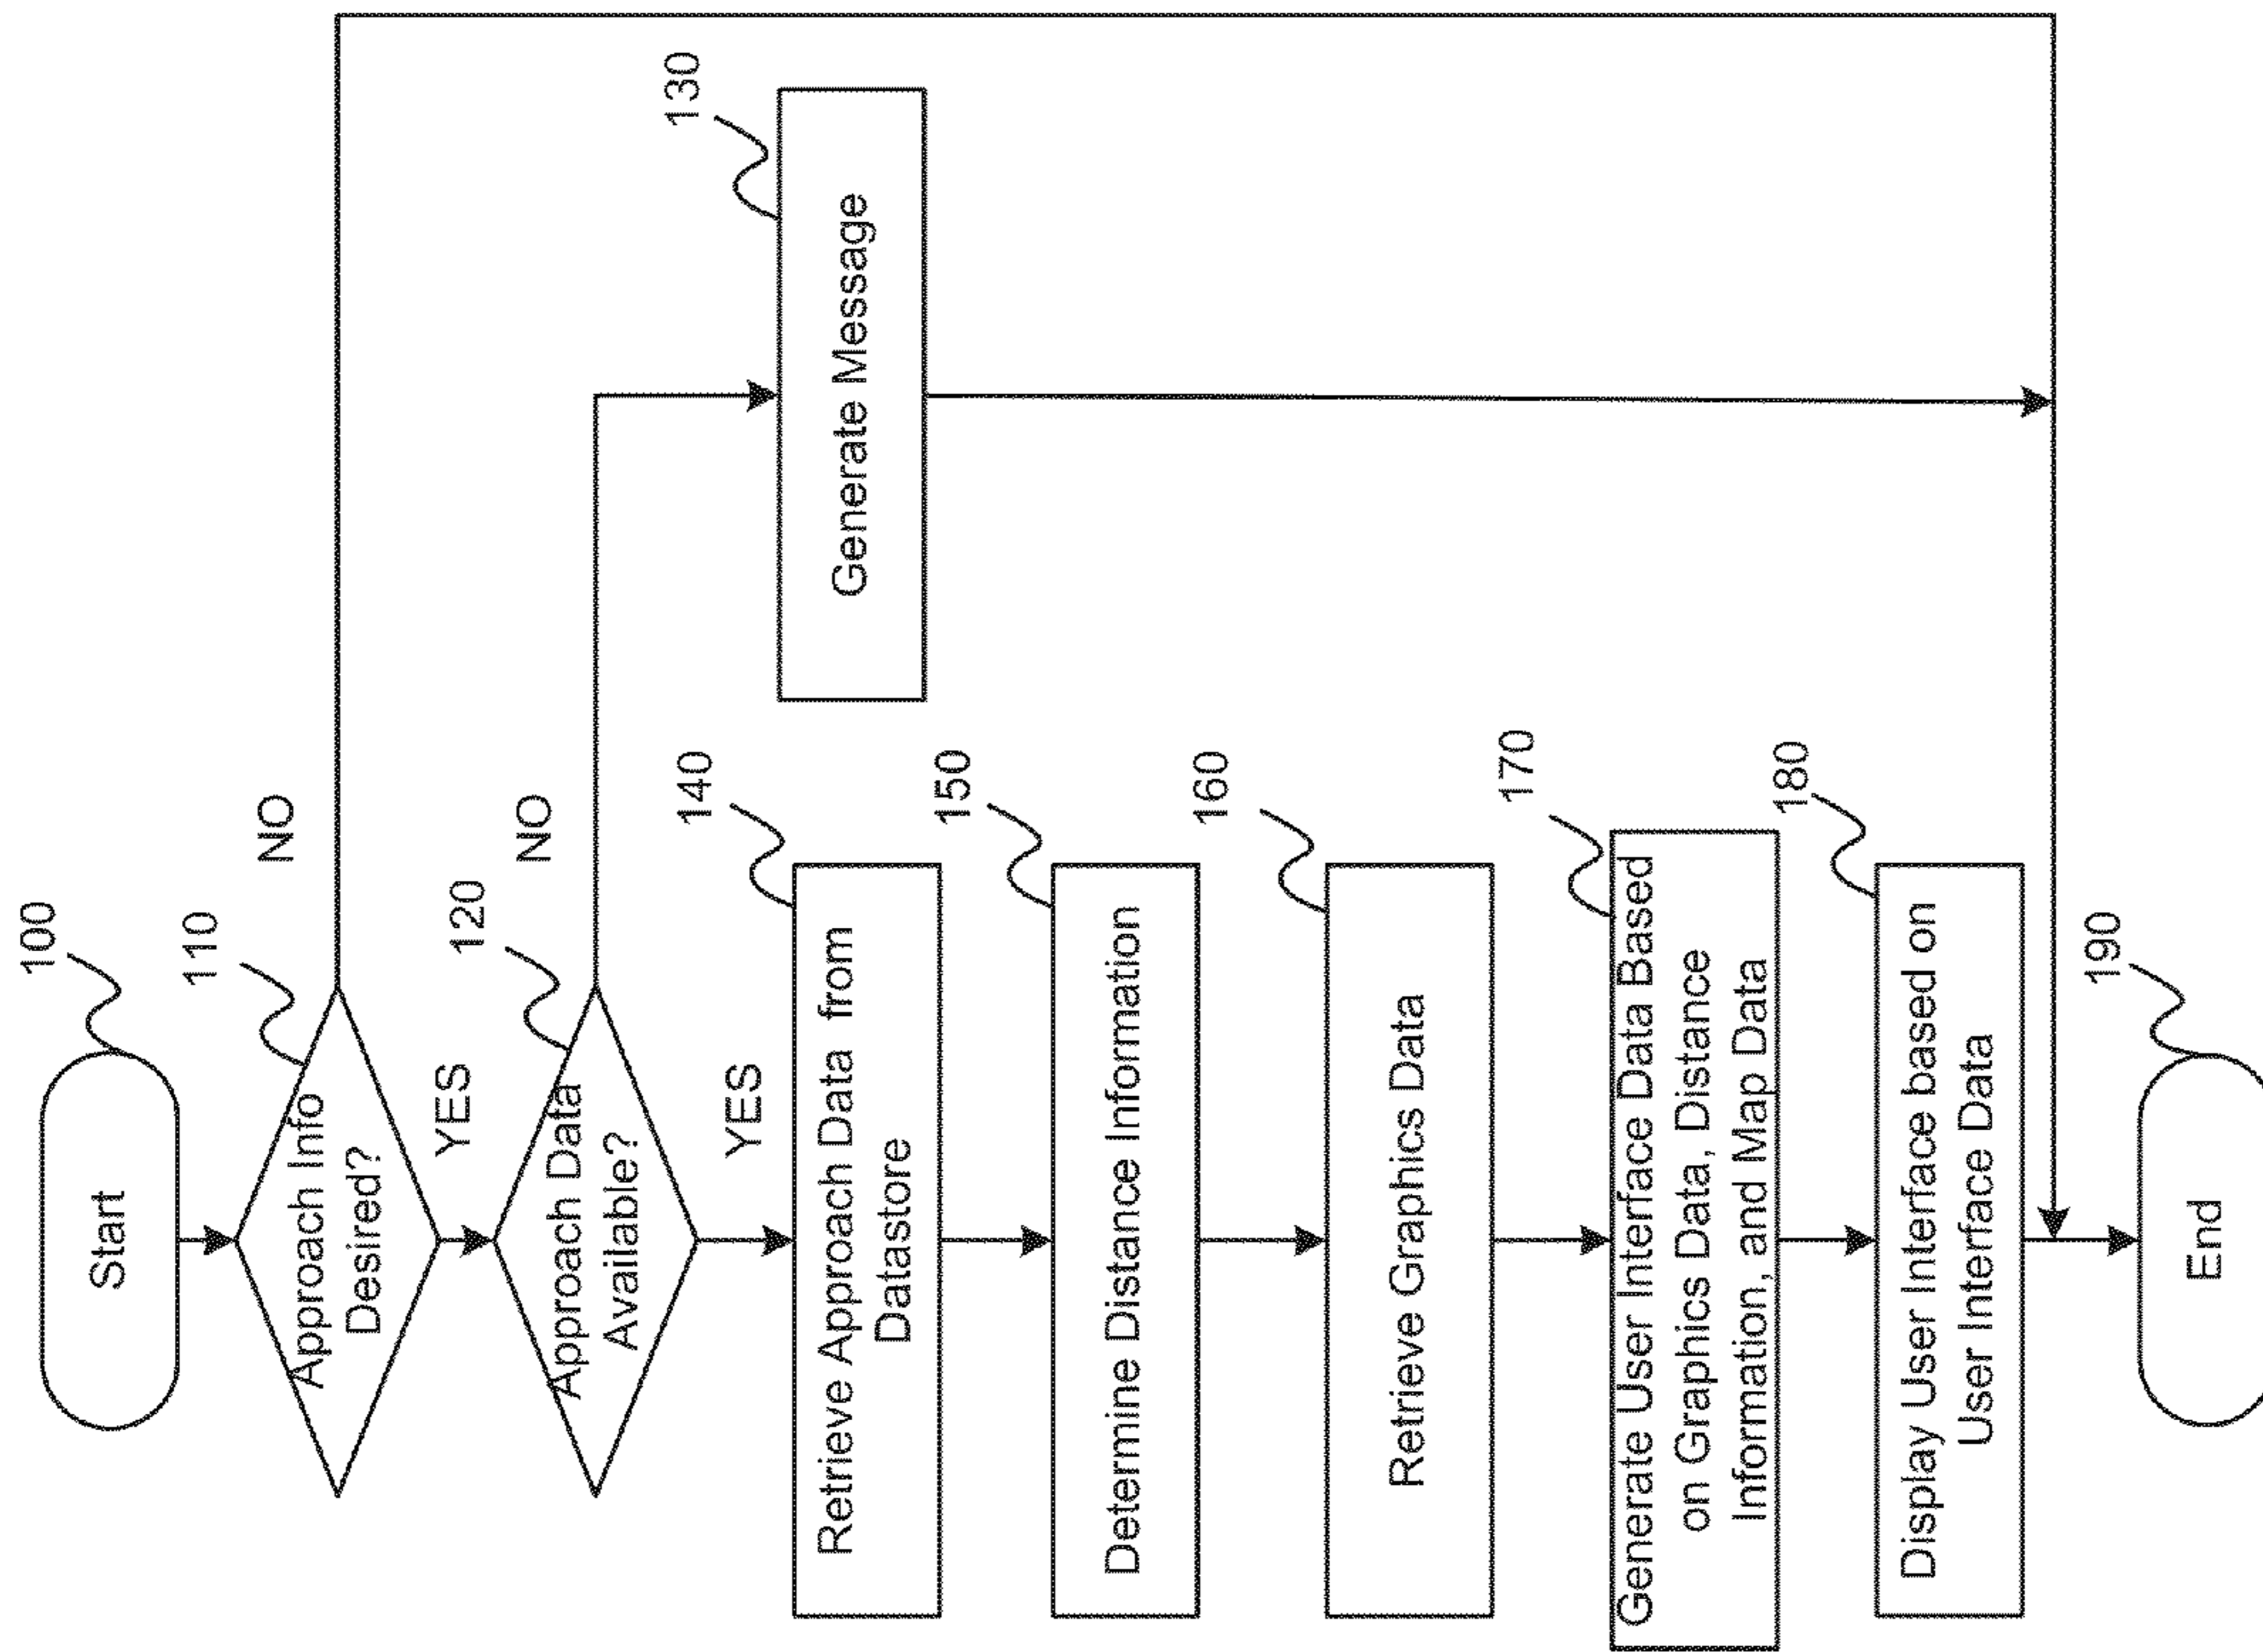 100
Start
110
Approach Info
Desired?
NO
YES
120
Approach Data
Available?
NO
YES
130
Generate Message
140
Retrieve Approach Data from
Datastore
150
Determine Distance Information
160
Retrieve Graphics Data
170
Generate User Interface Data Based
on Graphics Data, Distance
Information, and Map Data
180
Display User Interface based on
User Interface Data
190
End